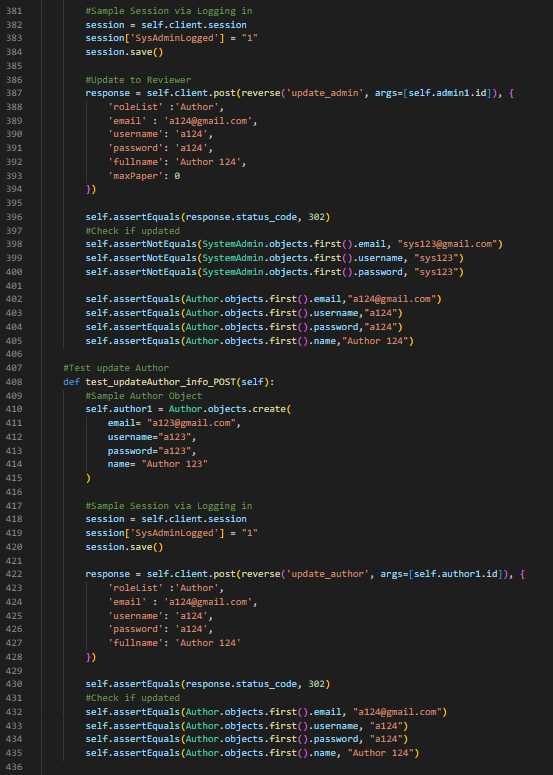 381 #Sample Session via Logging in
382 session = self.client.session
383 session['SysAdminLogged'] = "1"
384 session.save()
385
386 #Update to Reviewer
387 response = self.client.post(reverse('update_admin', args=[self.admin1.id]), {
388 'roleList' :'Author',
389 'email' : 'a124@gmail.com',
390 'username': 'a124',
391 'password': 'a124',
392 'fullname': 'Author 124',
393 'maxPaper': 0
394 })
395
396 self.assertEquals(response.status_code, 302)
397 #Check if updated
398 self.assertNotEquals(SystemAdmin.objects.first().email, "sys123@gmail.com")
399 self.assertNotEquals(SystemAdmin.objects.first().username, "sys123")
400 self.assertNotEquals(SystemAdmin.objects.first().password, "sys123")
401
402 self.assertEquals(Author.objects.first().email,"a124@gmail.com")
403 self.assertEquals(Author.objects.first().username,"a124")
404 self.assertEquals(Author.objects.first().password,"a124")
405 self.assertEquals(Author.objects.first().name,"Author 124")
406
407 #Test update Author
408 def test_updateAuthor_info_POST(self):
409 #Sample Author Object
410 self.author1 = Author.objects.create(
411 email= "a123@gmail.com",
412 username="a123",
413 password="a123",
414 name= "Author 123"
415 )
416
417 #Sample Session via Logging in
418 session = self.client.session
419 session['SysAdminLogged'] = "1"
420 session.save()
421
422 response = self.client.post(reverse('update_author', args=[self.author1.id]), {
423 'roleList' :'Author',
424 'email' : 'a124@gmail.com',
425 'username': 'a124',
426 'password': 'a124',
427 'fullname': 'Author 124'
428 })
429
430 self.assertEquals(response.status_code, 302)
431 #Check if updated
432 self.assertEquals(Author.objects.first().email, "a124@gmail.com")
433 self.assertEquals(Author.objects.first().username, "a124")
434 self.assertEquals(Author.objects.first().password, "a124")
435 self.assertEquals(Author.objects.first().name, "Author 124")
436